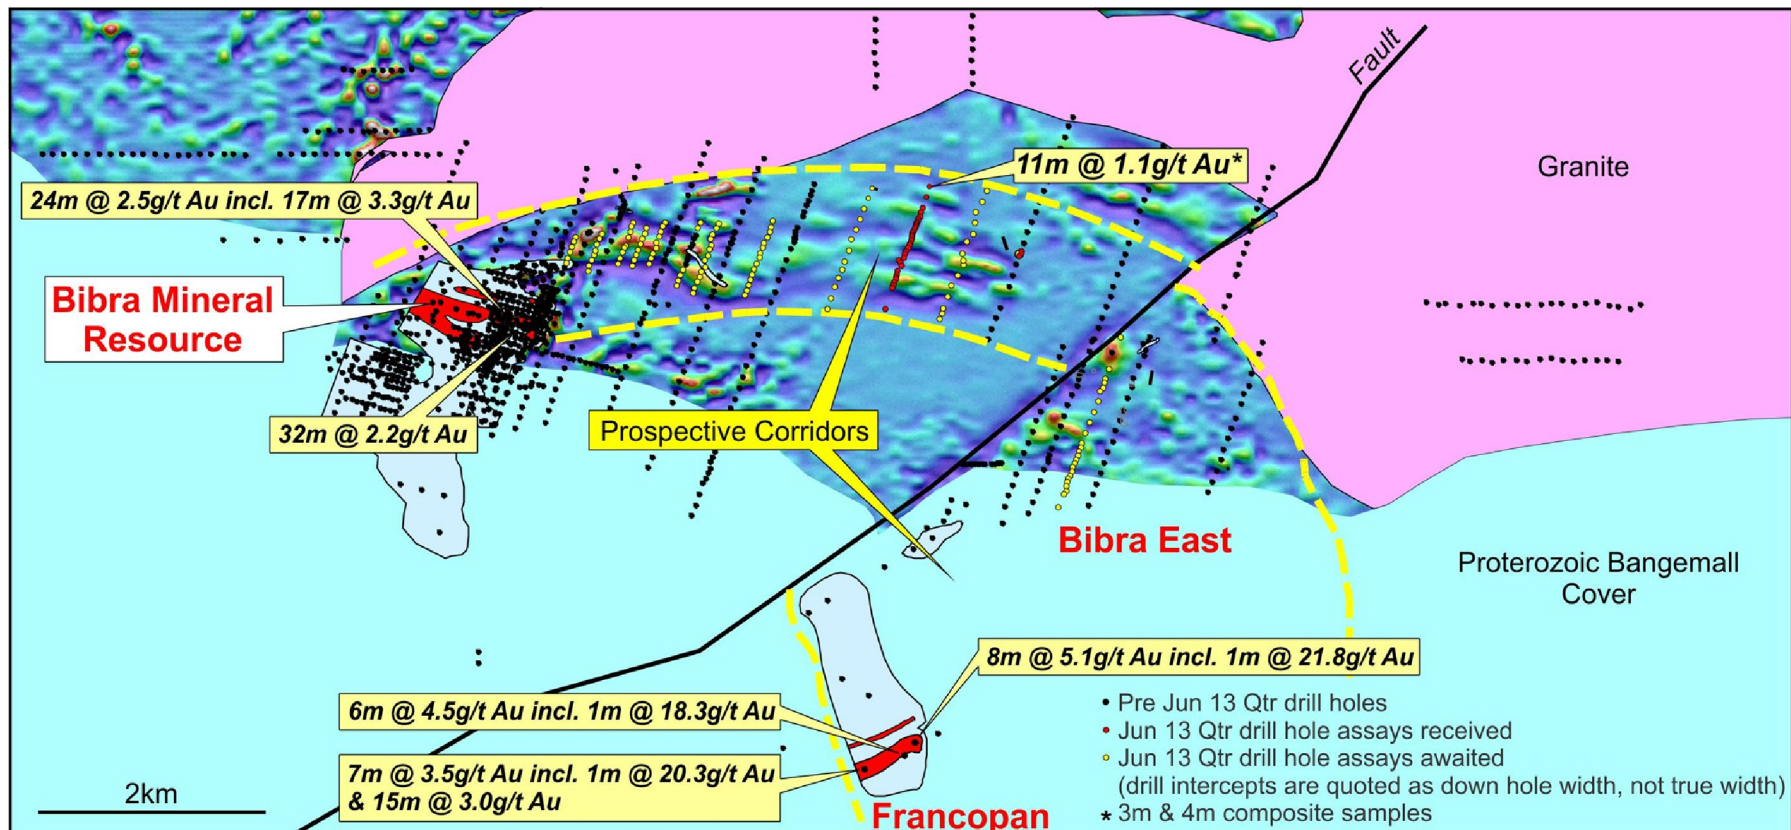 Fault
Granite
11m @ 1.1g/t Au*
24m @ 2.5g/t Au incl. 17m @ 3.3g/t Au
Bibra Mineral
Resource
32m @ 2.2g/t Au
Prospective Corridors
Bibra East
Proterozoic Bangemall
Cover
8m @ 5.1g/t Au incl. 1m @ 21.8g/t Au
6m @ 4.5g/t Au incl. 1m @ 18.3g/t Au
7m @ 3.5g/t Au incl. 1m @ 20.3g/t Au
& 15m @ 3.0g/t Au
Francopan
2km
• Pre Jun 13 Qtr drill holes
• Jun 13 Qtr drill hole assays received
• Jun 13 Qtr drill hole assays awaited
(drill intercepts are quoted as down hole width, not true width)
* 3m & 4m composite samples